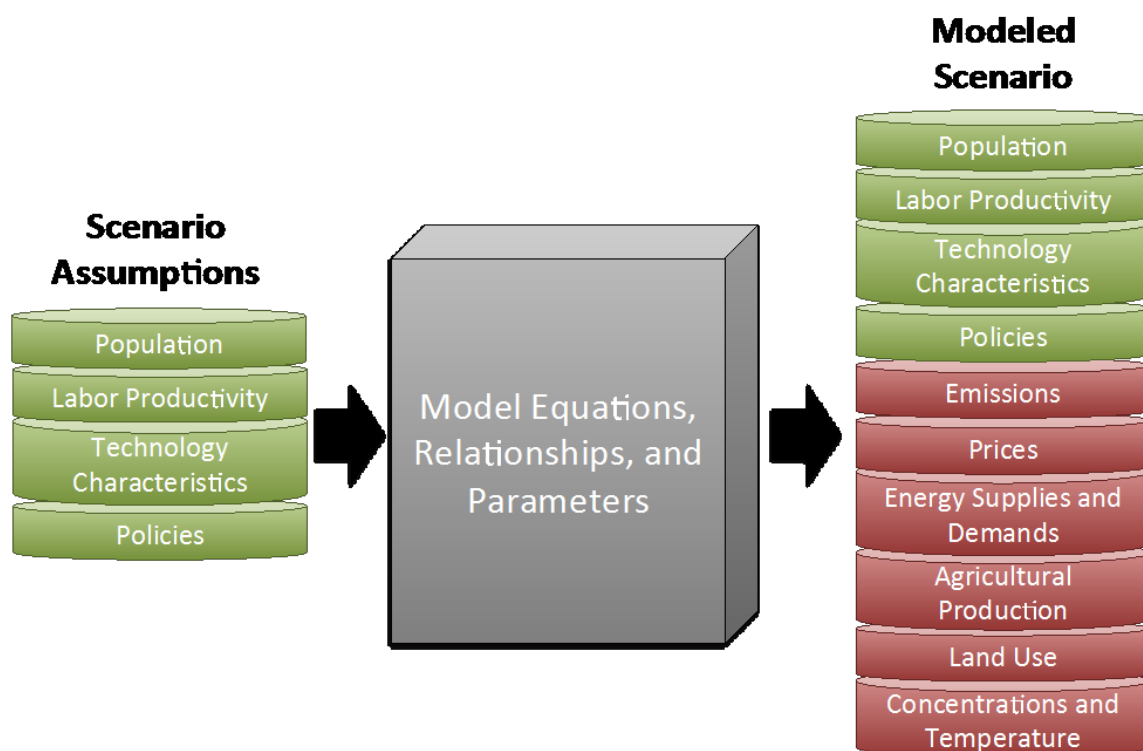 Scenario
Assumptions
Population
Labor Productivity
Technology
Characteristics
Policies
Model Equations,
Relationships, and
Parameters
Modeled
Scenario
Population
Labor Productivity
Technology
Characteristics
Policies
Emissions
Prices
Energy Supplies and
Demands
Agricultural
Production
Land Use
Concentrations and
Temperature